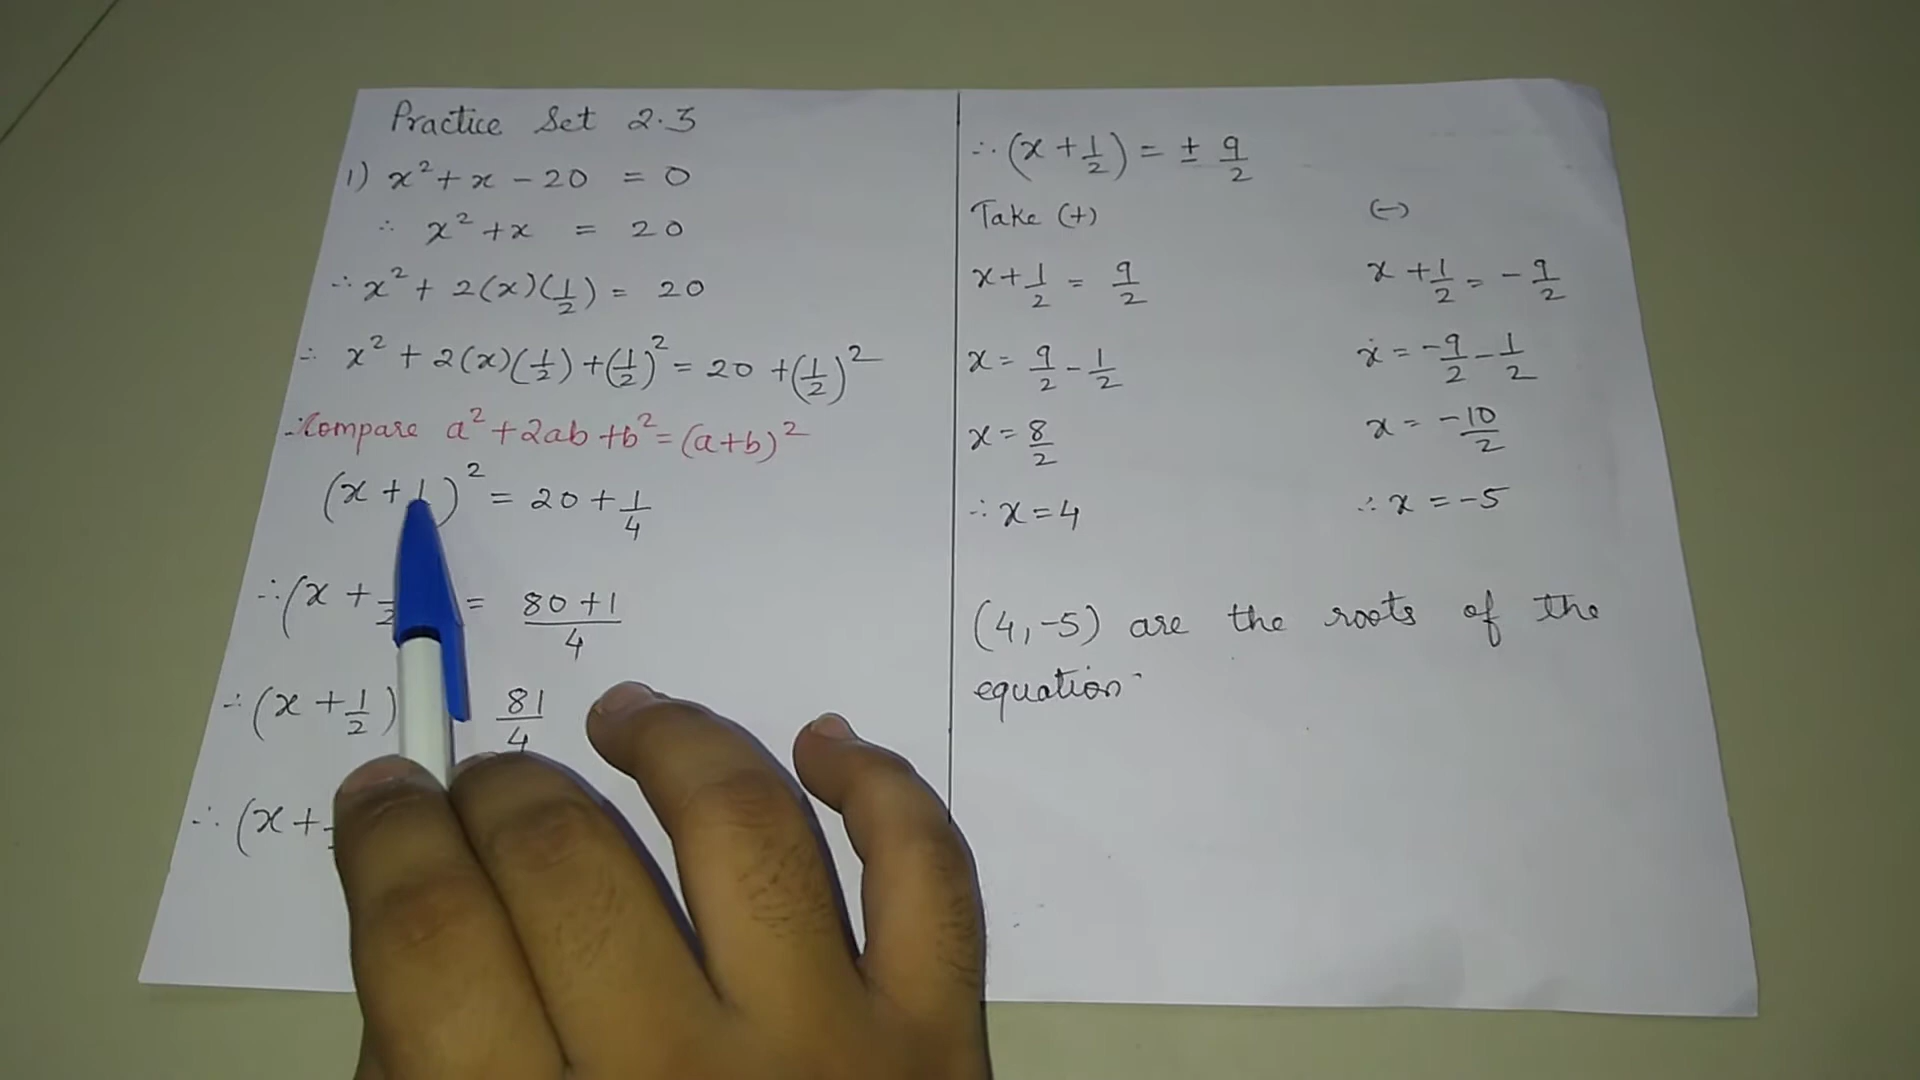 Practice Set 2.3
1) x² + x - 20 = 0
∴ x² + x = 20
∴ x² + 2(x)(1/2) = 20
∴ x² + 2(x)(1/2) + (1/2)² = 20 + (1/2)²
∴ Compare a² + 2ab + b² = (a+b)²
(x + 1 )² = 20 + 1/4
∴ (x + = 80+1/4
∴ (x + 1/2) 81/4
∴ (x +
∴ (x + 1/2) = ± 9/2
Take (+) (-)
x + 1/2 = 9/2 x + 1/2 = - 9/2
x = 9/2 - 1/2 x = -9/2 - 1/2
x = 8/2 x = -10/2
∴ x = 4 ∴ x = -5
(4, -5) are the roots of the
equation.